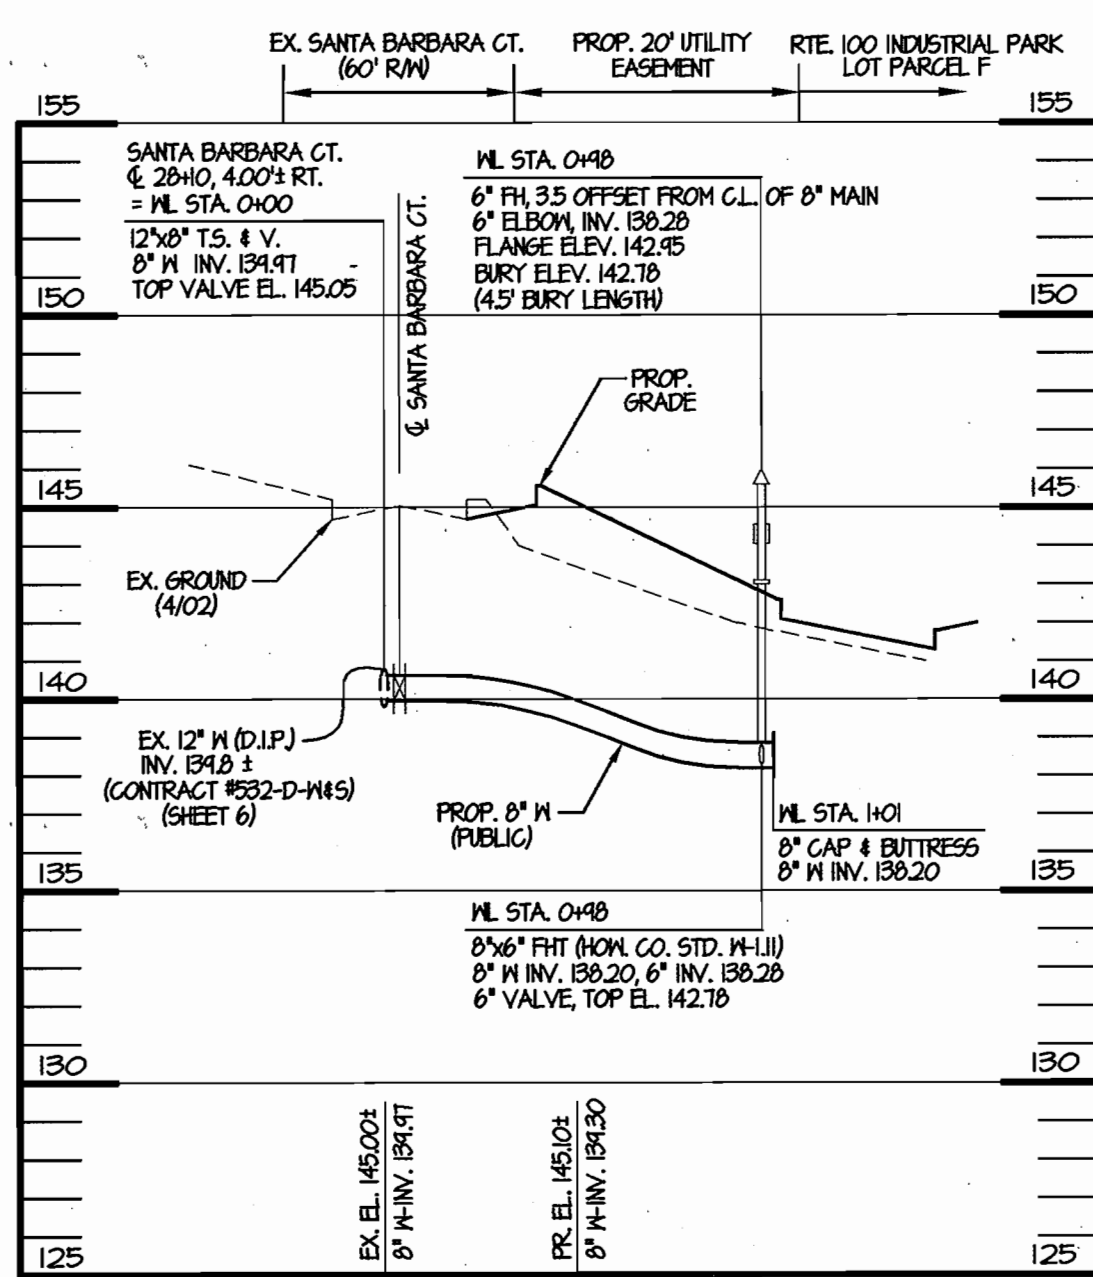 EX. SANTA BARBARA CT.
(60' R/W)
PROP. 20' UTILITY
EASEMENT
RTE. 100 INDUSTRIAL PARK
LOT PARCEL F
155
155
SANTA BARBARA CT.
℄ 28+10, 4.00'± RT.
= WL STA. 0+00
12"x8" T.S. & V.
8" W INV. 139.97
TOP VALVE EL. 145.05
℄ SANTA BARBARA CT.
WL STA. 0+98
6" FH, 3.5 OFFSET FROM C.L. OF 8" MAIN
6" ELBOW, INV. 138.28
FLANGE ELEV. 142.95
BURY ELEV. 142.78
(4.5' BURY LENGTH)
150
150
PROP.
GRADE
145
145
EX. GROUND
(4/02)
140
140
EX. 12" W (D.I.P.)
INV. 139.8 ±
(CONTRACT #532-D-W&S)
(SHEET 6)
PROP. 8" W
(PUBLIC)
WL STA. 1+01
8" CAP & BUTTRESS
8" W INV. 138.20
135
135
WL STA. 0+98
8"x6" FHT (HOW. CO. STD. W-1.11)
8" W INV. 138.20, 6" INV. 138.28
6" VALVE, TOP EL. 142.78
130
130
EX. EL. 145.00±
8" W-INV. 139.97
PR. EL. 145.10±
8" W-INV. 139.30
125
125